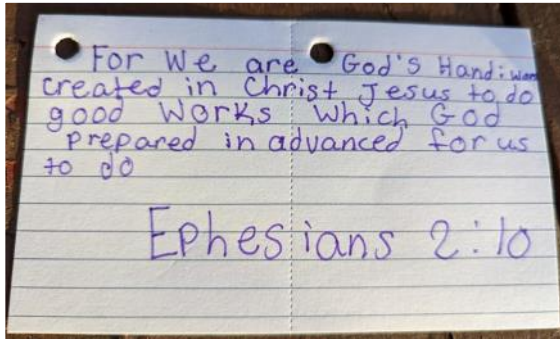 For We are God's Hand:work
created in Christ Jesus to do
good Works Which God
prepared in advanced for us
to do
Ephesians 2:10